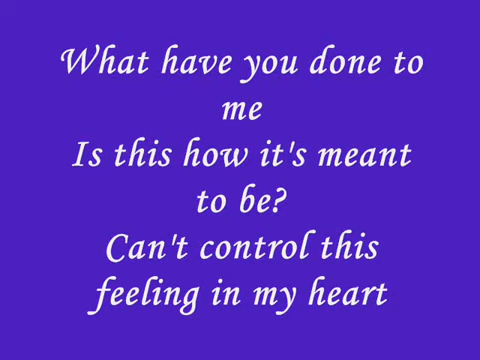 What have you done to
me
Is this how it's meant
to be?
Can't control this
feeling in my heart